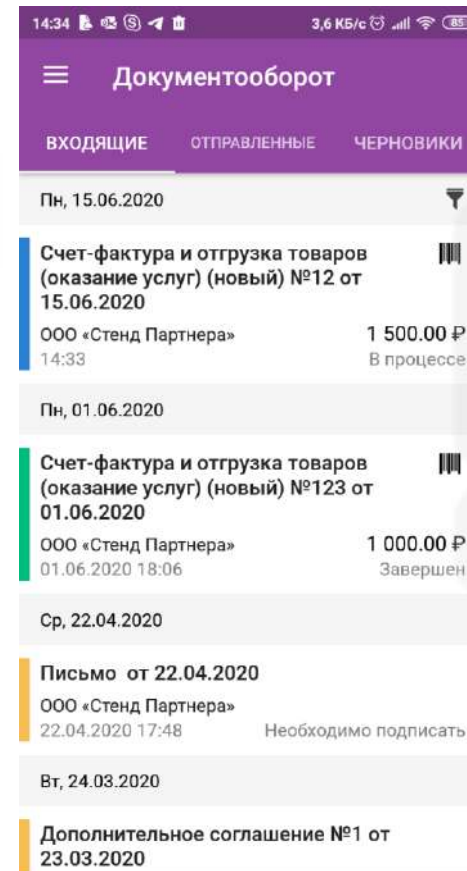 14:34 3,6 КБ/с 85
Документооборот
ВХОДЯЩИЕ ОТПРАВЛЕННЫЕ ЧЕРНОВИКИ
Пн, 15.06.2020
Счет-фактура и отгрузка товаров
(оказание услуг) (новый) №12 от
15.06.2020
ООО «Стенд Партнера» 1 500.00 ₽
14:33 В процессе
Пн, 01.06.2020
Счет-фактура и отгрузка товаров
(оказание услуг) (новый) №123 от
01.06.2020
ООО «Стенд Партнера» 1 000.00 ₽
01.06.2020 18:06 Завершен
Ср, 22.04.2020
Письмо от 22.04.2020
ООО «Стенд Партнера»
22.04.2020 17:48 Необходимо подписать
Вт, 24.03.2020
Дополнительное соглашение №1 от
23.03.2020